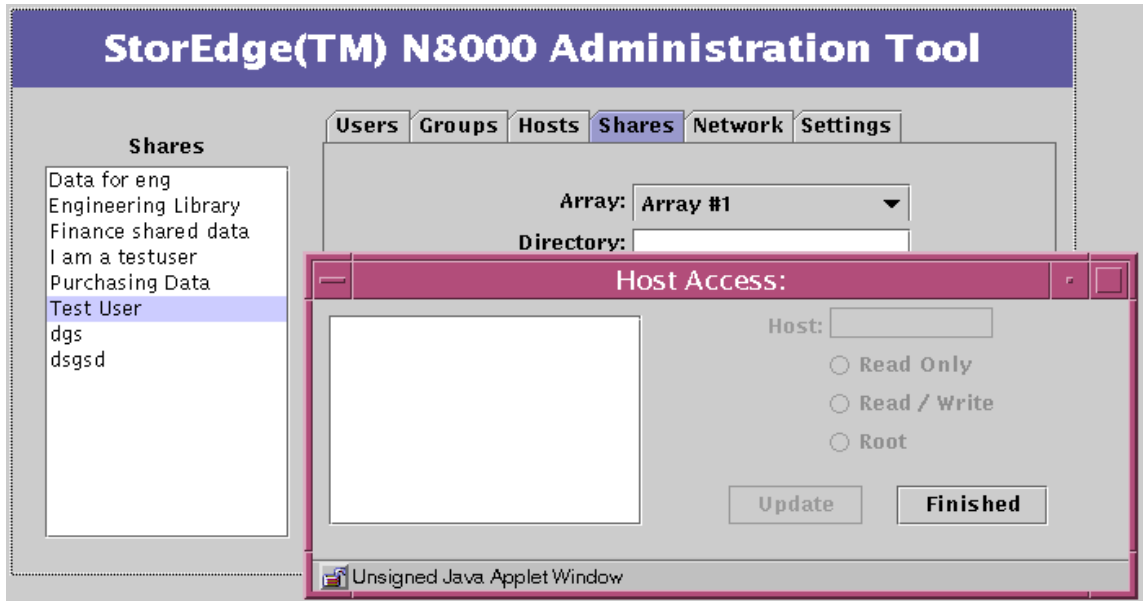 StorEdge(TM) N8000 Administration Tool
Shares
Data for eng
Engineering Library
Finance shared data
I am a testuser
Purchasing Data
Test User
dgs
dsgsd
Users Groups Hosts Shares Network Settings
Array: Array #1
Directory:
Host Access:
Host:
Read Only
Read / Write
Root
Update Finished
Unsigned Java Applet Window